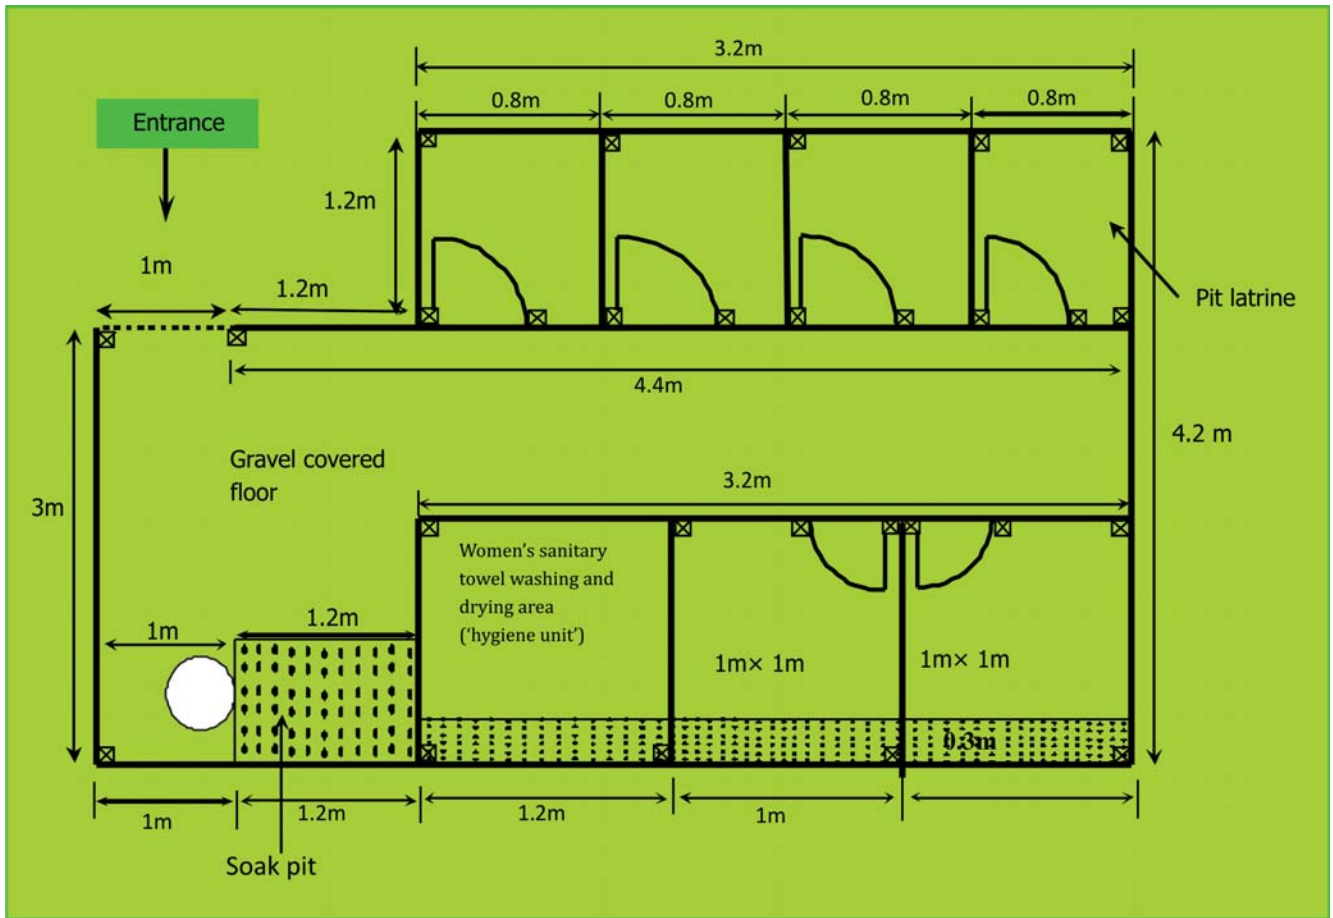 3.2m
0.8m
0.8m
0.8m
0.8m
Entrance
1.2m
1m
1.2m
Pit latrine
4.4m
4.2 m
Gravel covered
floor
3.2m
3m
Women’s sanitary
towel washing and
drying area
(‘hygiene unit’)
1.2m
1m
1m× 1m
1m× 1m
0.3m
1m
1.2m
1.2m
1m
Soak pit